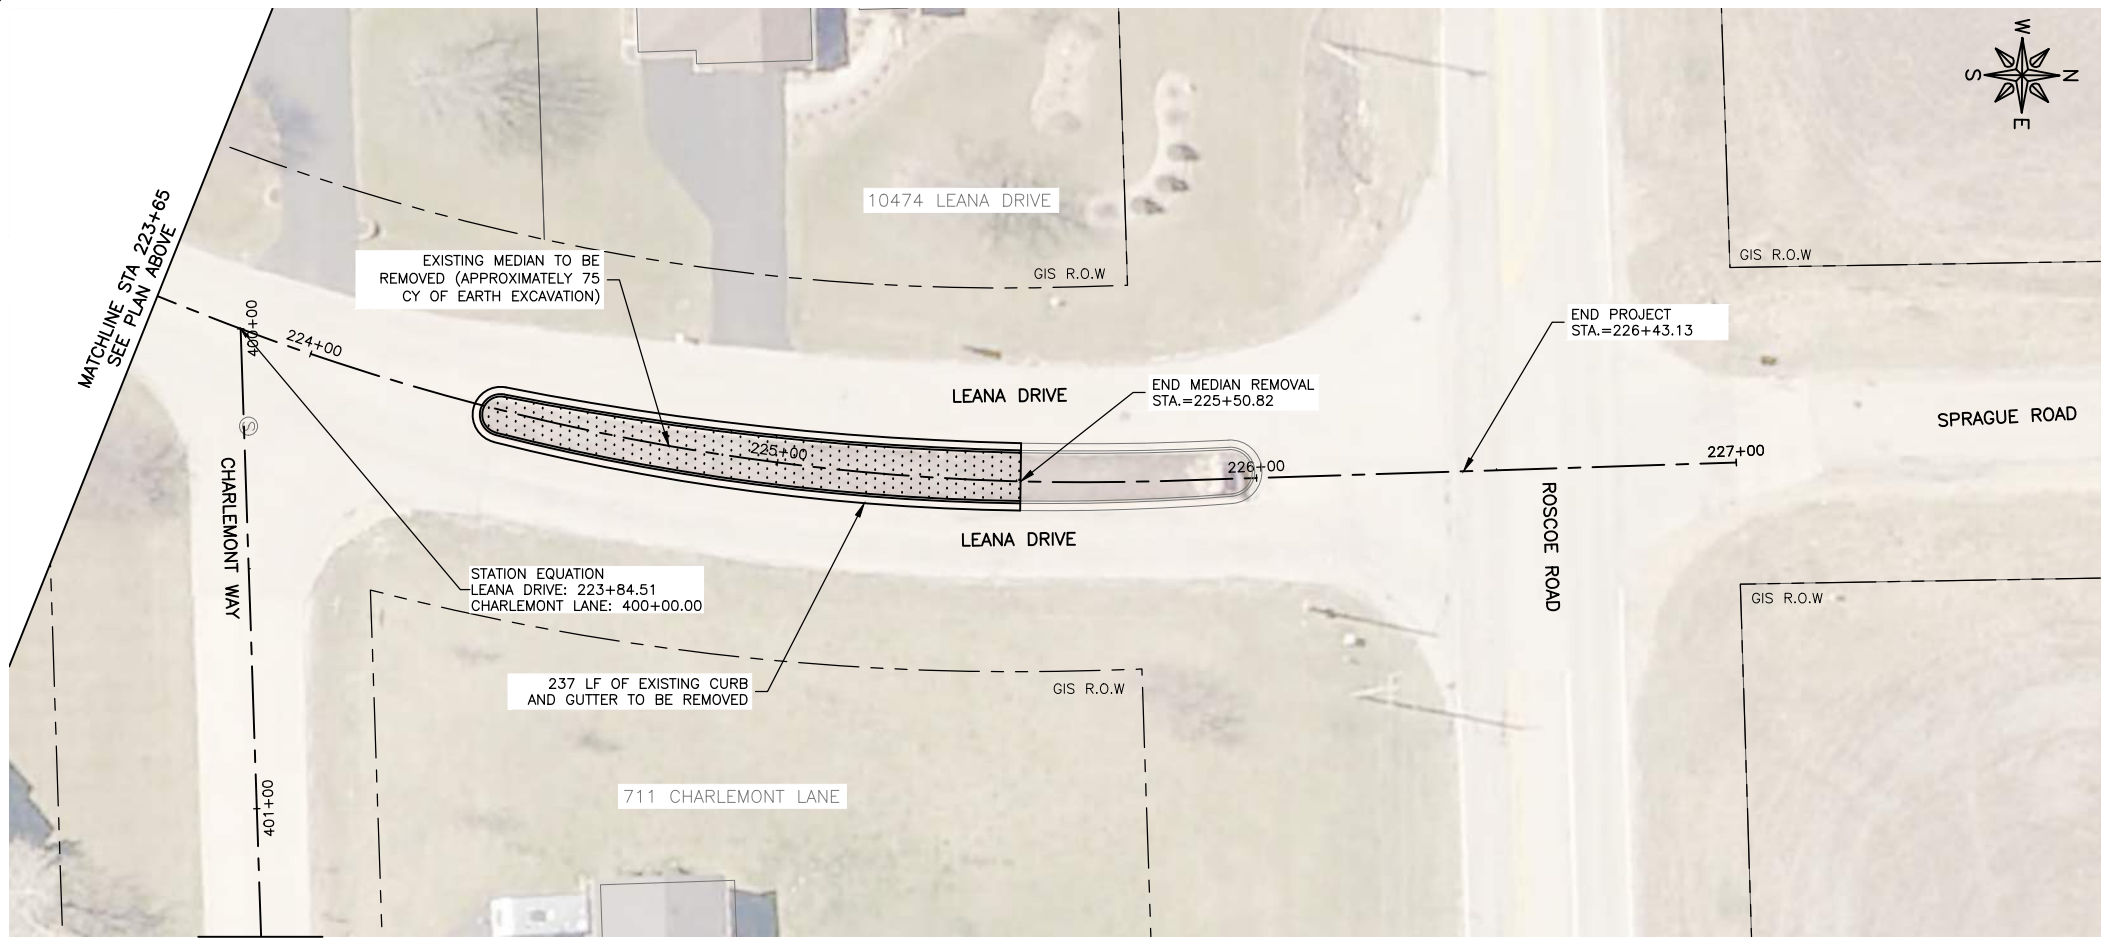 W
S
N
E
10474 LEANA DRIVE
GIS R.O.W
GIS R.O.W
MATCHLINE STA 223+65
SEE PLAN ABOVE
EXISTING MEDIAN TO BE
REMOVED (APPROXIMATELY 75
CY OF EARTH EXCAVATION)
400+00
224+00
END PROJECT
STA.=226+43.13
LEANA DRIVE
END MEDIAN REMOVAL
STA.=225+50.82
SPRAGUE ROAD
S
225+00
226+00
227+00
CHARLEMONT WAY
LEANA DRIVE
ROSCOE ROAD
STATION EQUATION
LEANA DRIVE: 223+84.51
CHARLEMONT LANE: 400+00.00
GIS R.O.W
237 LF OF EXISTING CURB
AND GUTTER TO BE REMOVED
GIS R.O.W
711 CHARLEMONT LANE
401+00